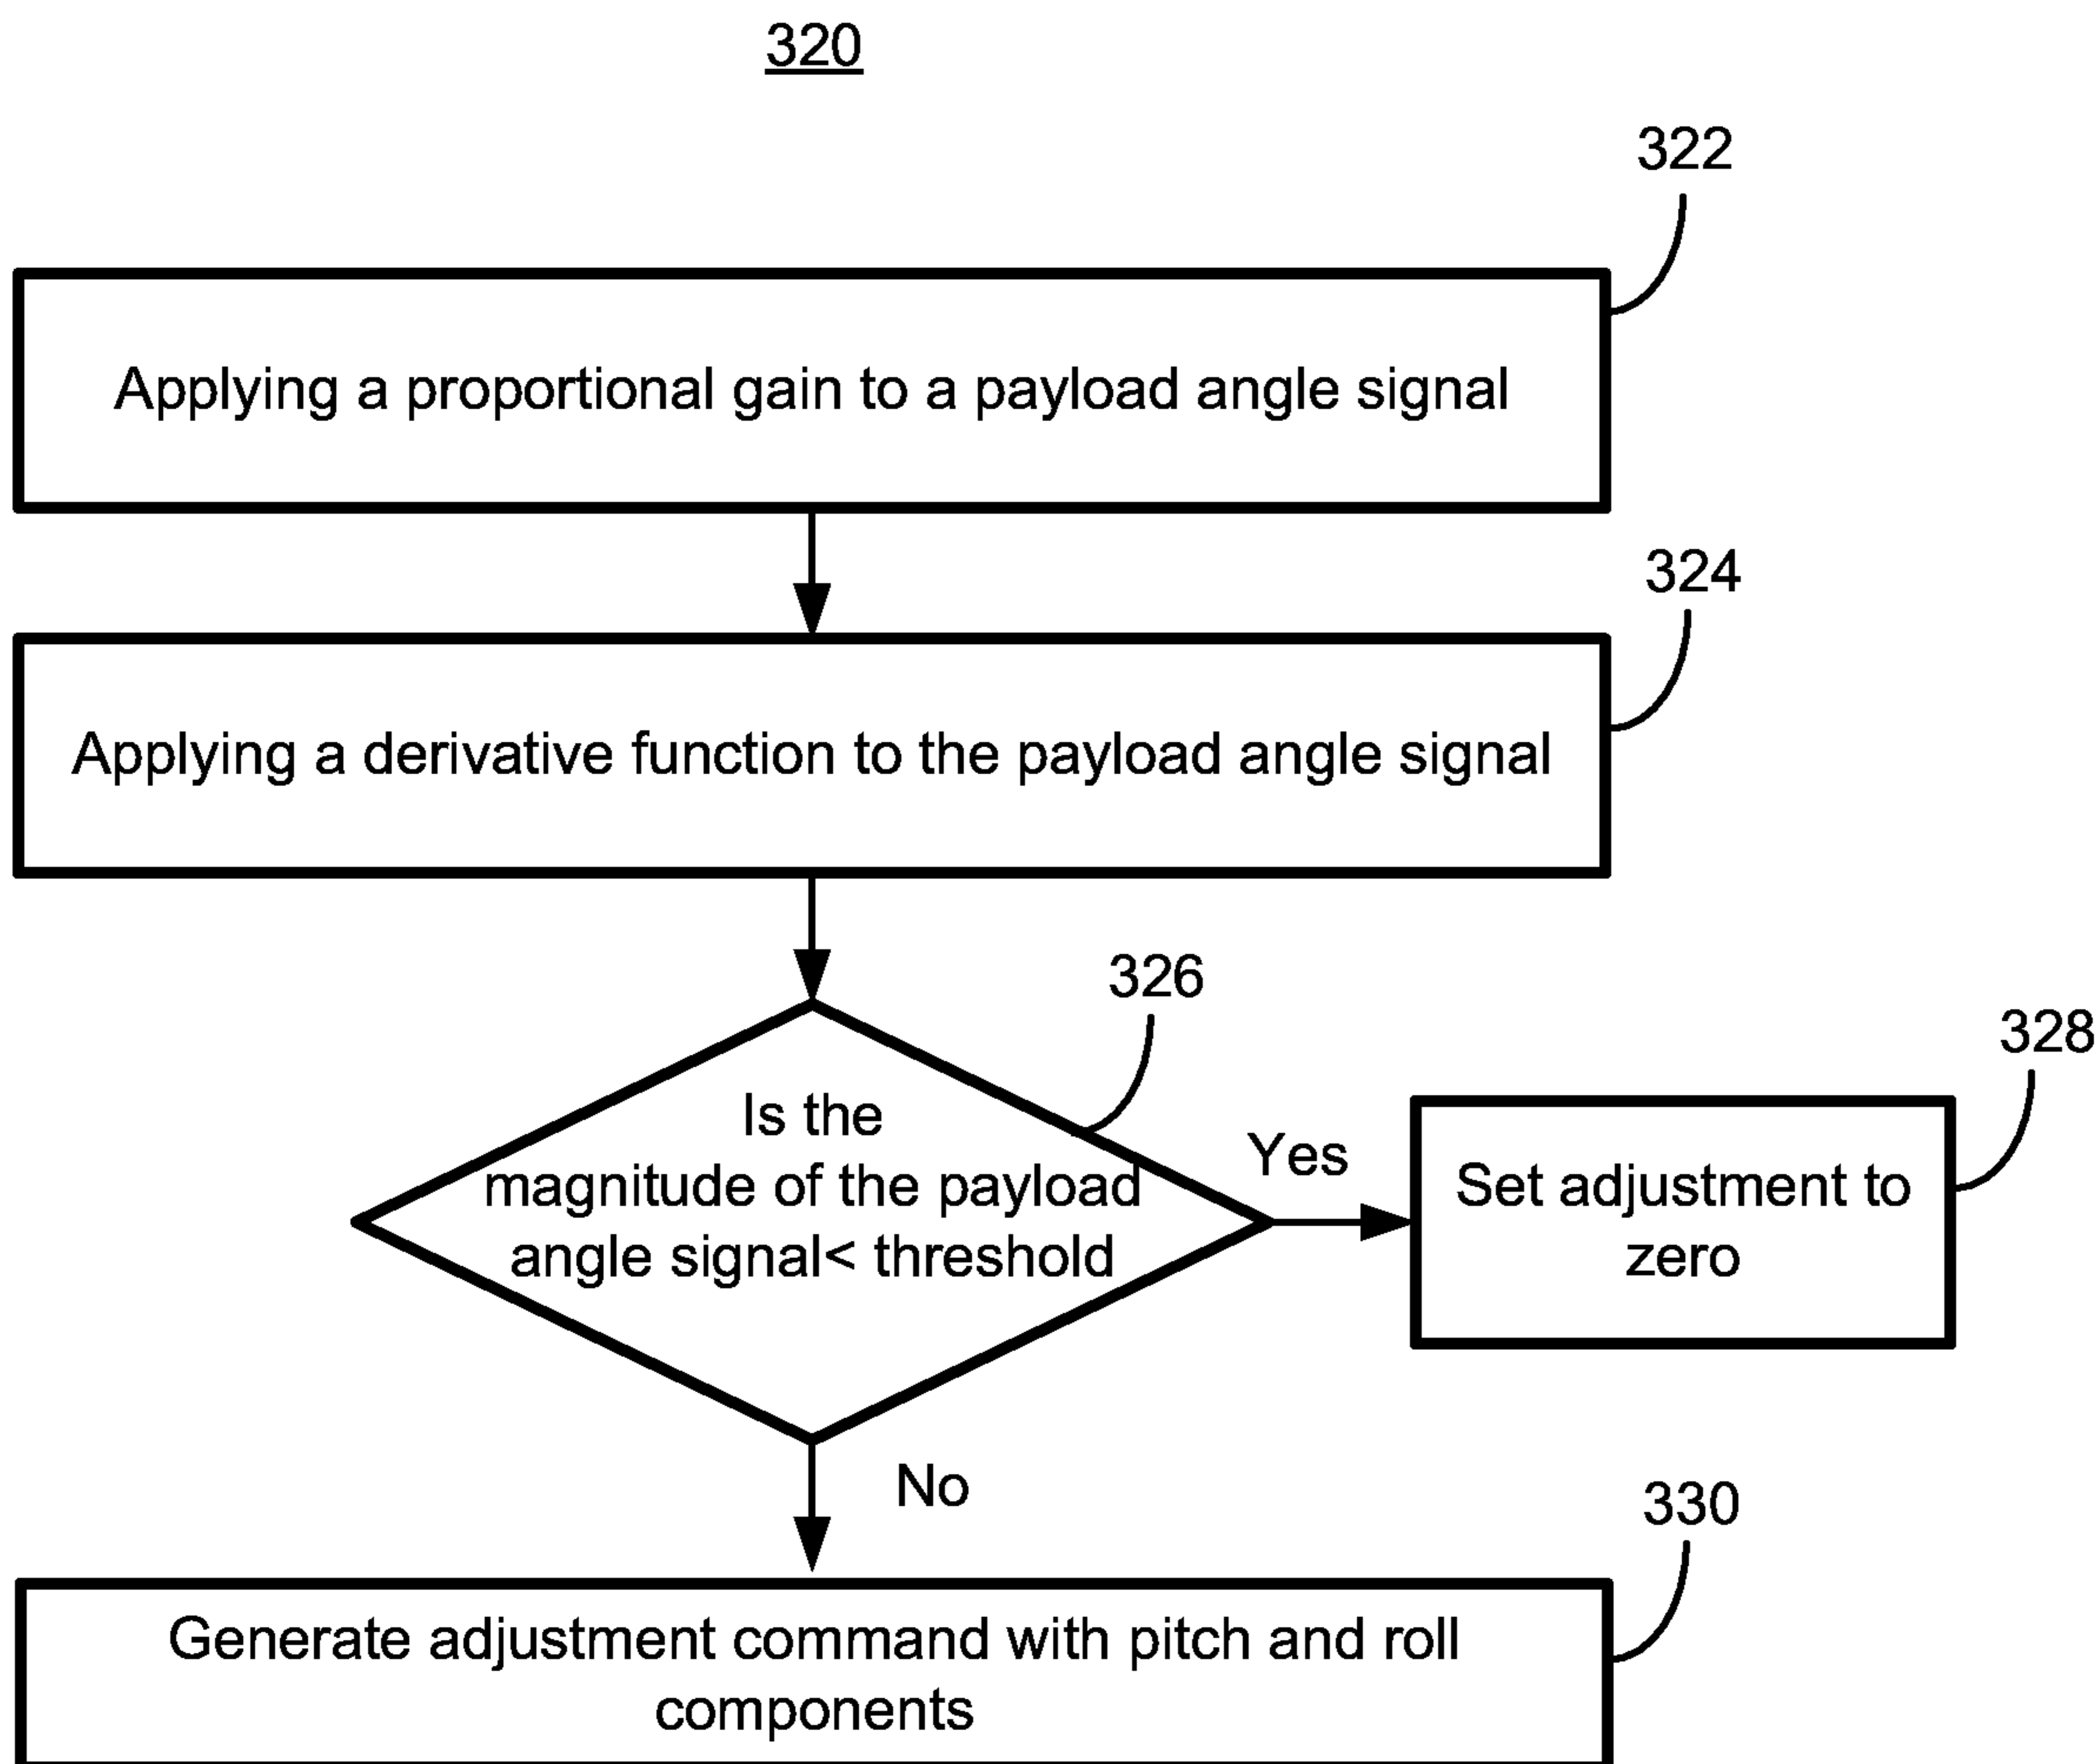 320
322
Applying a proportional gain to a payload angle signal
324
Applying a derivative function to the payload angle signal
326
328
Is the
magnitude of the payload
angle signal< threshold
Yes
Set adjustment to
zero
No
330
Generate adjustment command with pitch and roll
components